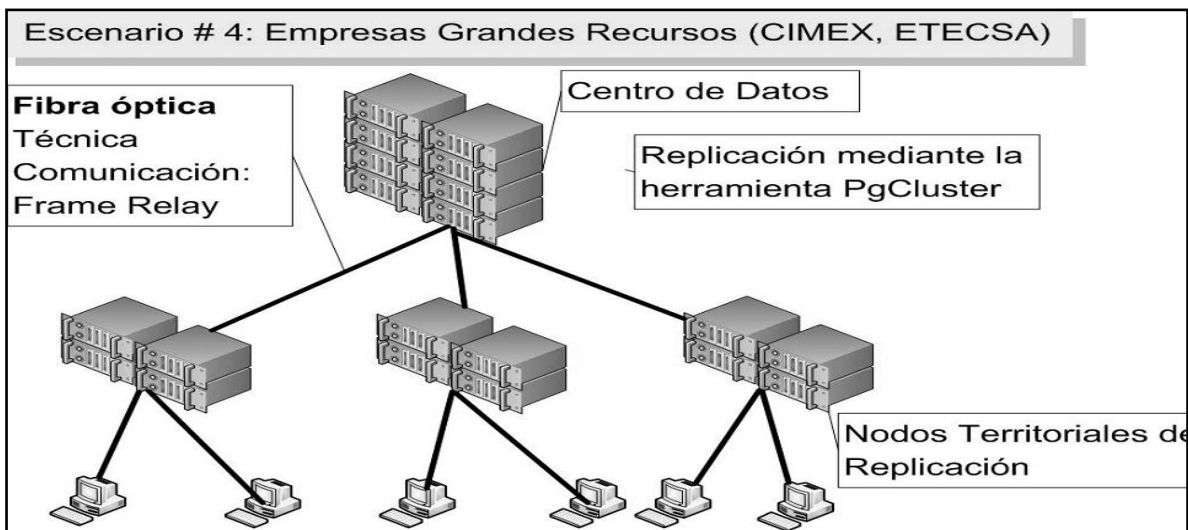 Escenario # 4: Empresas Grandes Recursos (CIMEX, ETECSA)
Fibra óptica
Técnica
Comunicación:
Frame Relay
Centro de Datos
Replicación mediante la
herramienta PgCluster
Nodos Territoriales de
Replicación